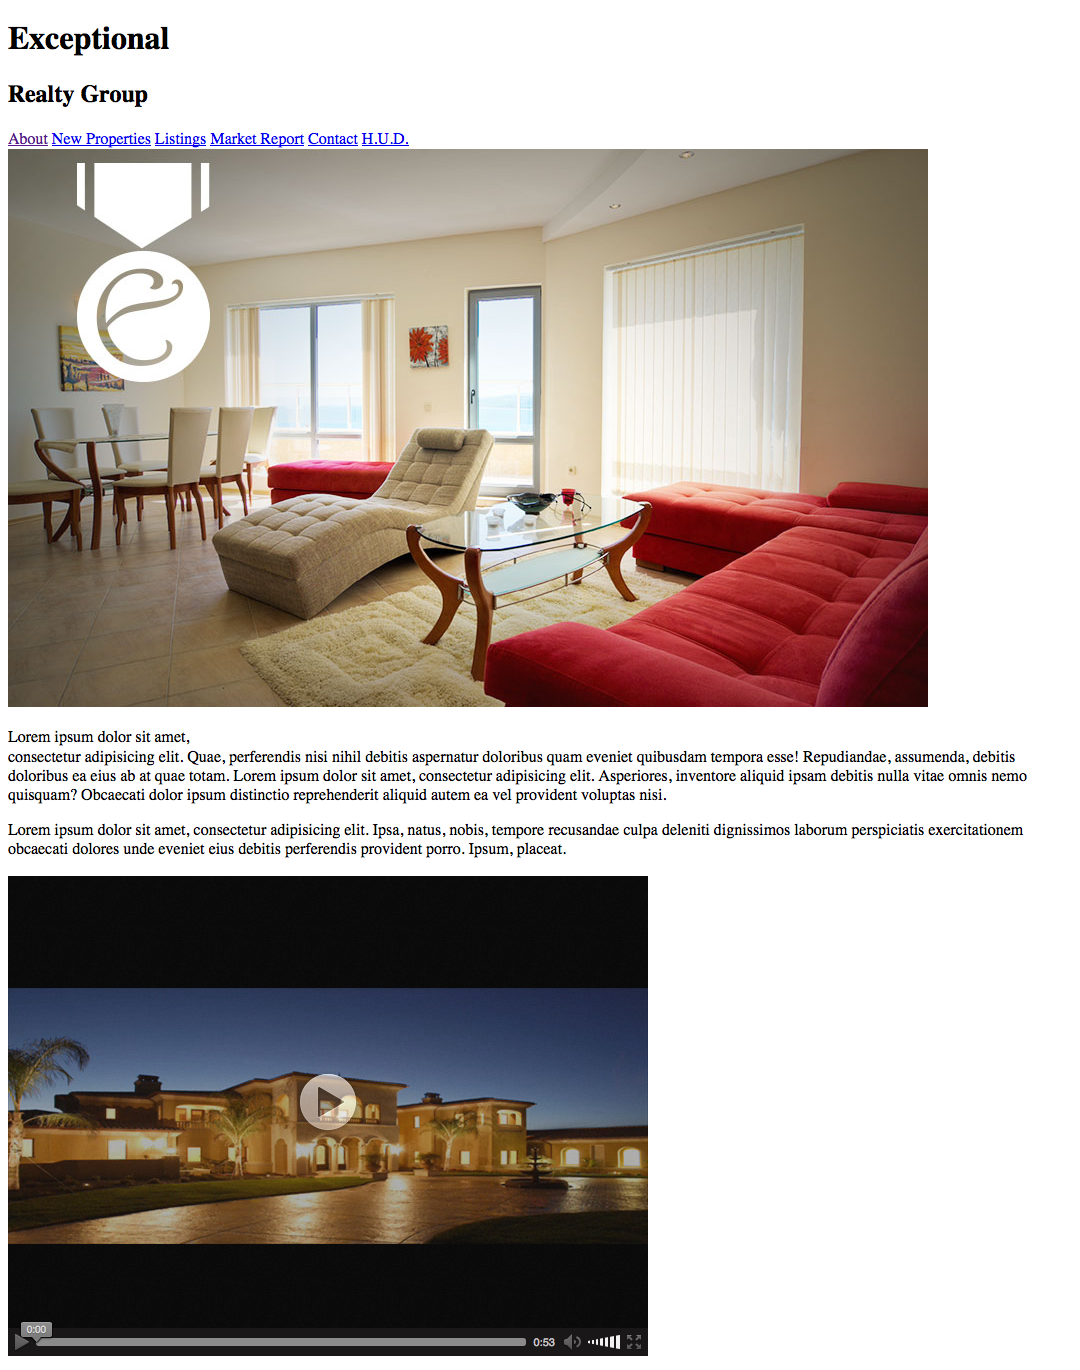 Exceptional
Realty Group
About New Properties Listings Market Report Contact H.U.D.
Lorem ipsum dolor sit amet,
consectetur adipisicing elit. Quae, perferendis nisi nihil debitis aspernatur doloribus quam eveniet quibusdam tempora esse! Repudiandae, assumenda, debitis
doloribus ea eius ab at quae totam. Lorem ipsum dolor sit amet, consectetur adipisicing elit. Asperiores, inventore aliquid ipsam debitis nulla vitae omnis nemo
quisquam? Obcaecati dolor ipsum distinctio reprehenderit aliquid autem ea vel provident voluptas nisi.
Lorem ipsum dolor sit amet, consectetur adipisicing elit. Ipsa, natus, nobis, tempore recusandae culpa deleniti dignissimos laborum perspiciatis exercitationem
obcaecati dolores unde eveniet eius debitis perferendis provident porro. Ipsum, placeat.
0:00
0:53